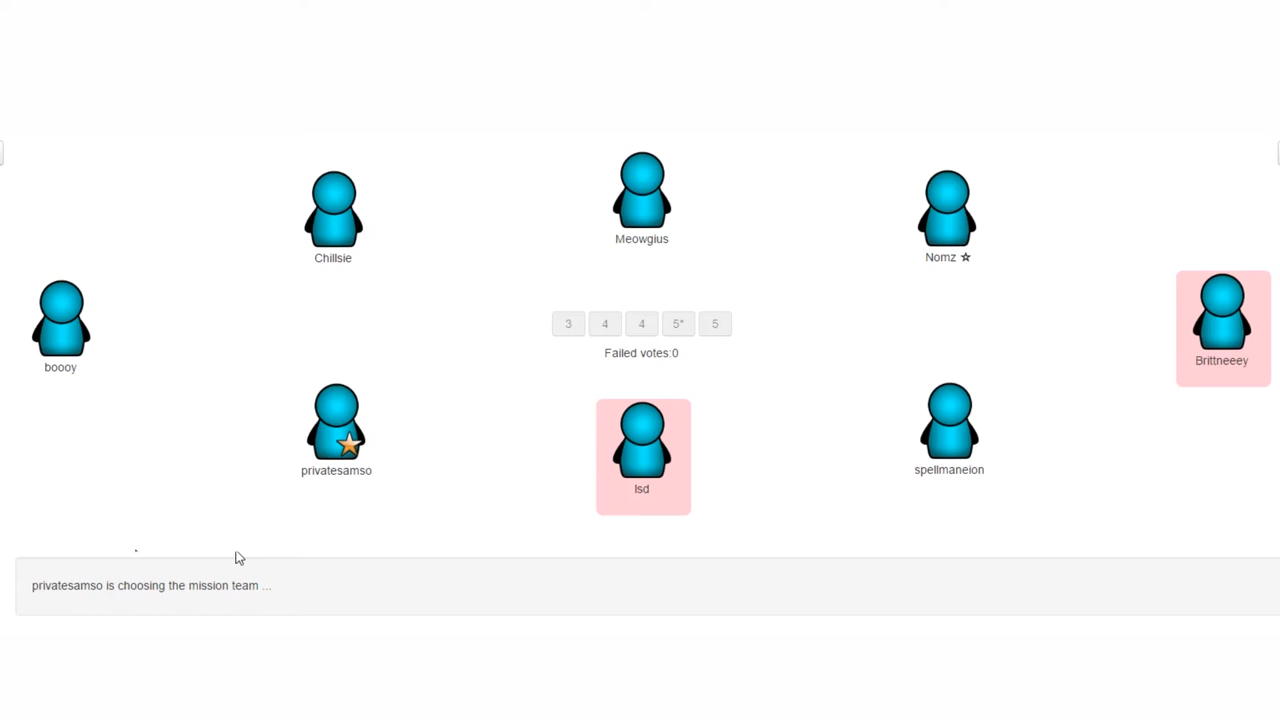 Meowgius
Chillsie
Nomz ☆
3 4 4 5* 5
Failed votes:0
Brittneeey
boooy
privatesamso
lsd
spellmaneion
privatesamso is choosing the mission team ...